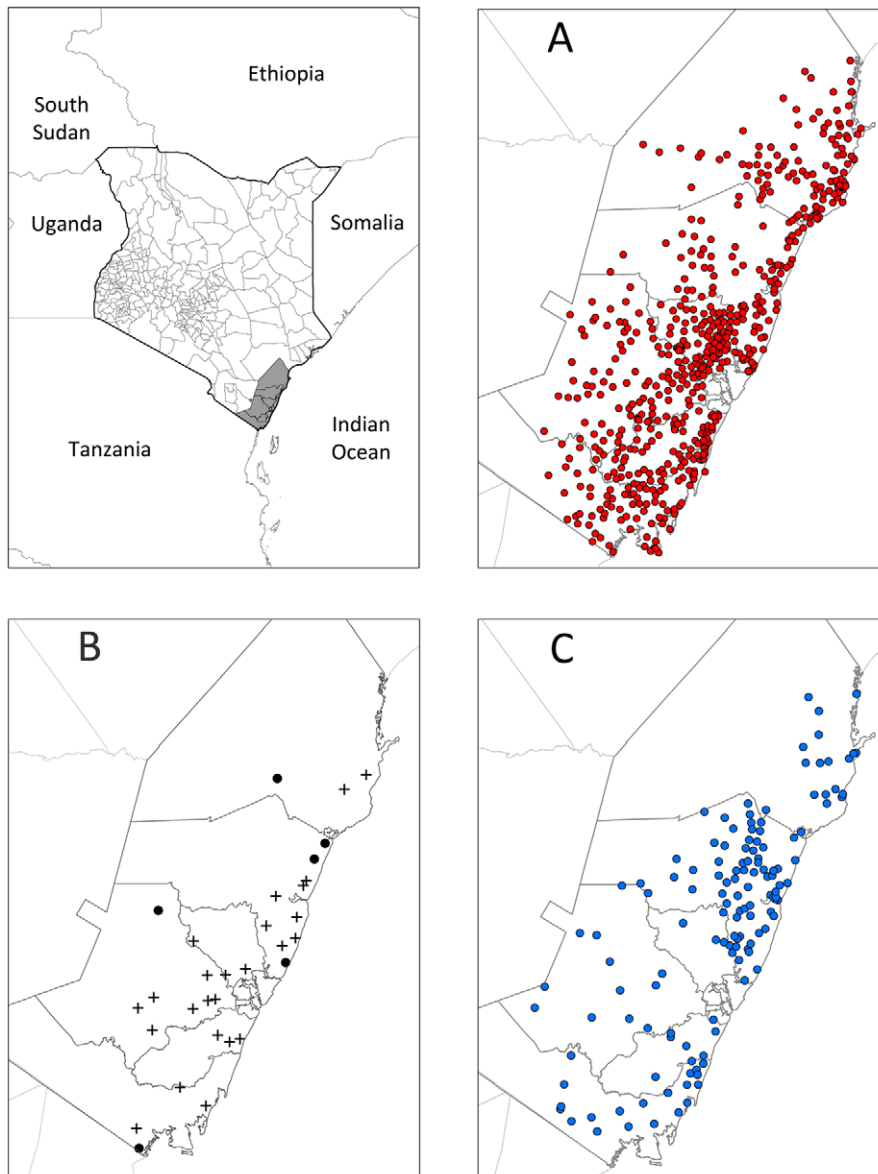 Ethiopia
South
Sudan
Uganda
Somalia
Tanzania
Indian
Ocean
A
B
C